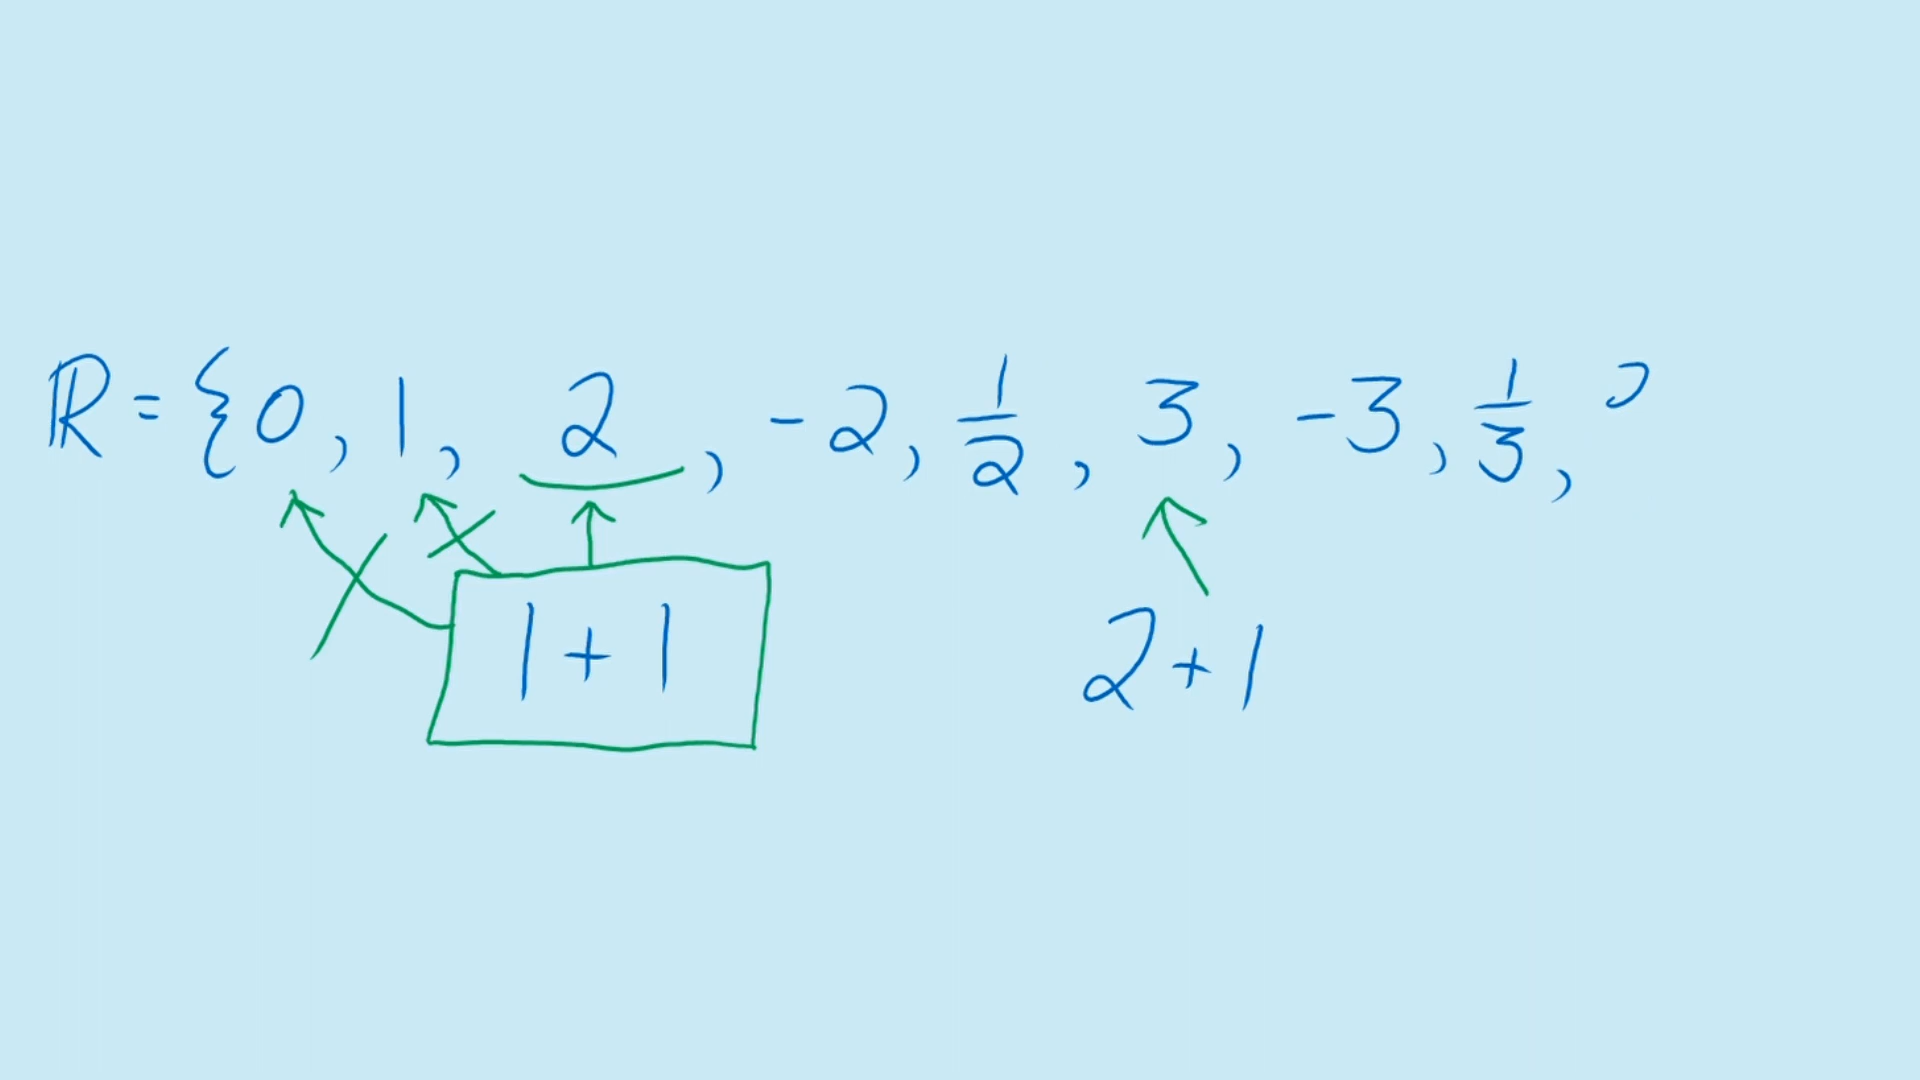 ℝ = {0, 1, 2, -2, 1/2, 3, -3, 1/3,
1+1 2+1